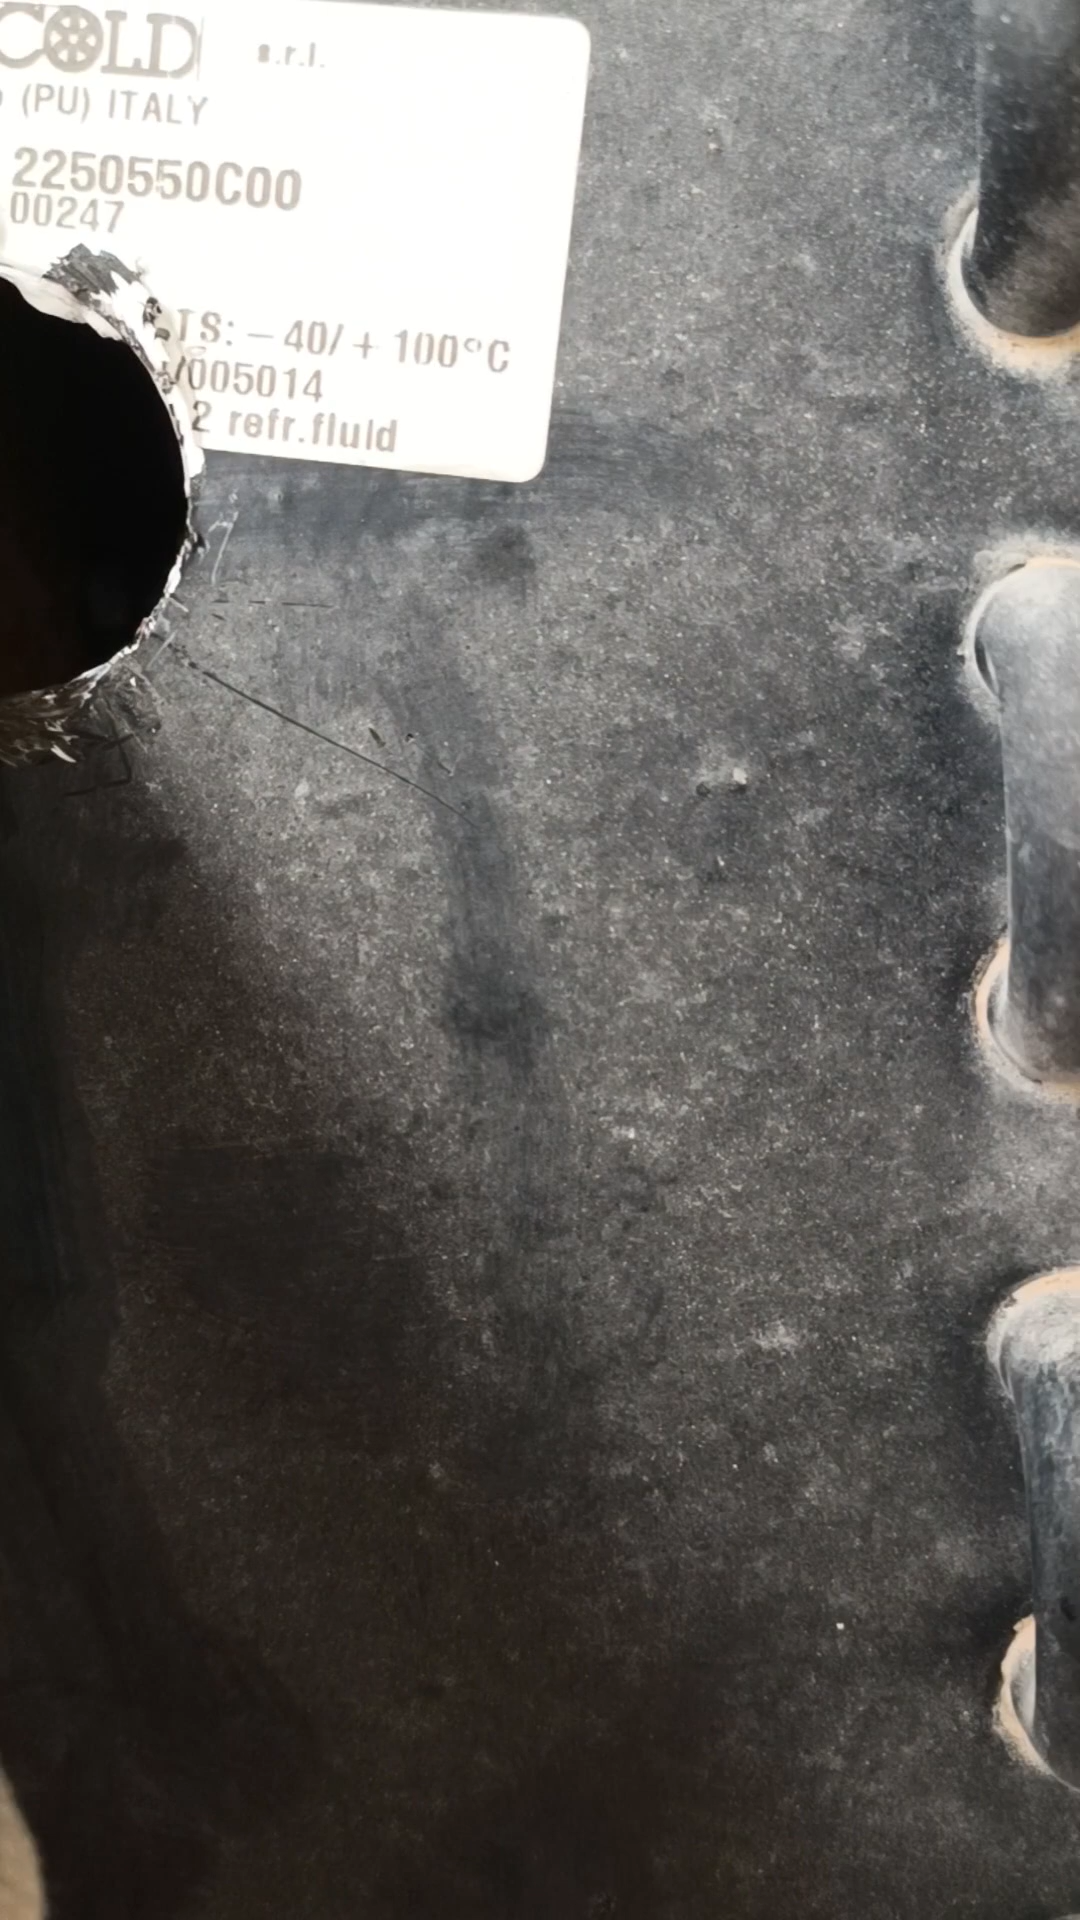 COLD s.r.l.
(PU) ITALY
2250550C00
00247
TS: – 40/ + 100°C
/005014
2 refr.fluid